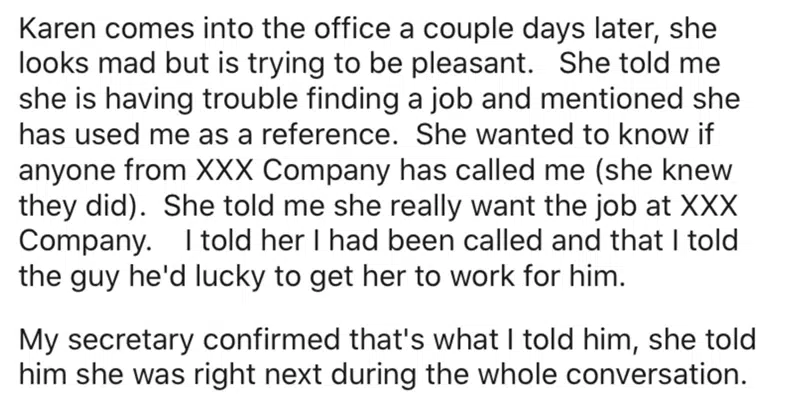 Karen comes into the office a couple days later, she
looks mad but is trying to be pleasant. She told me
she is having trouble finding a job and mentioned she
has used me as a reference. She wanted to know if
anyone from XXX Company has called me (she knew
they did). She told me she really want the job at XXX
Company. I told her I had been called and that I told
the guy he'd lucky to get her to work for him.
My secretary confirmed that's what I told him, she told
him she was right next during the whole conversation.